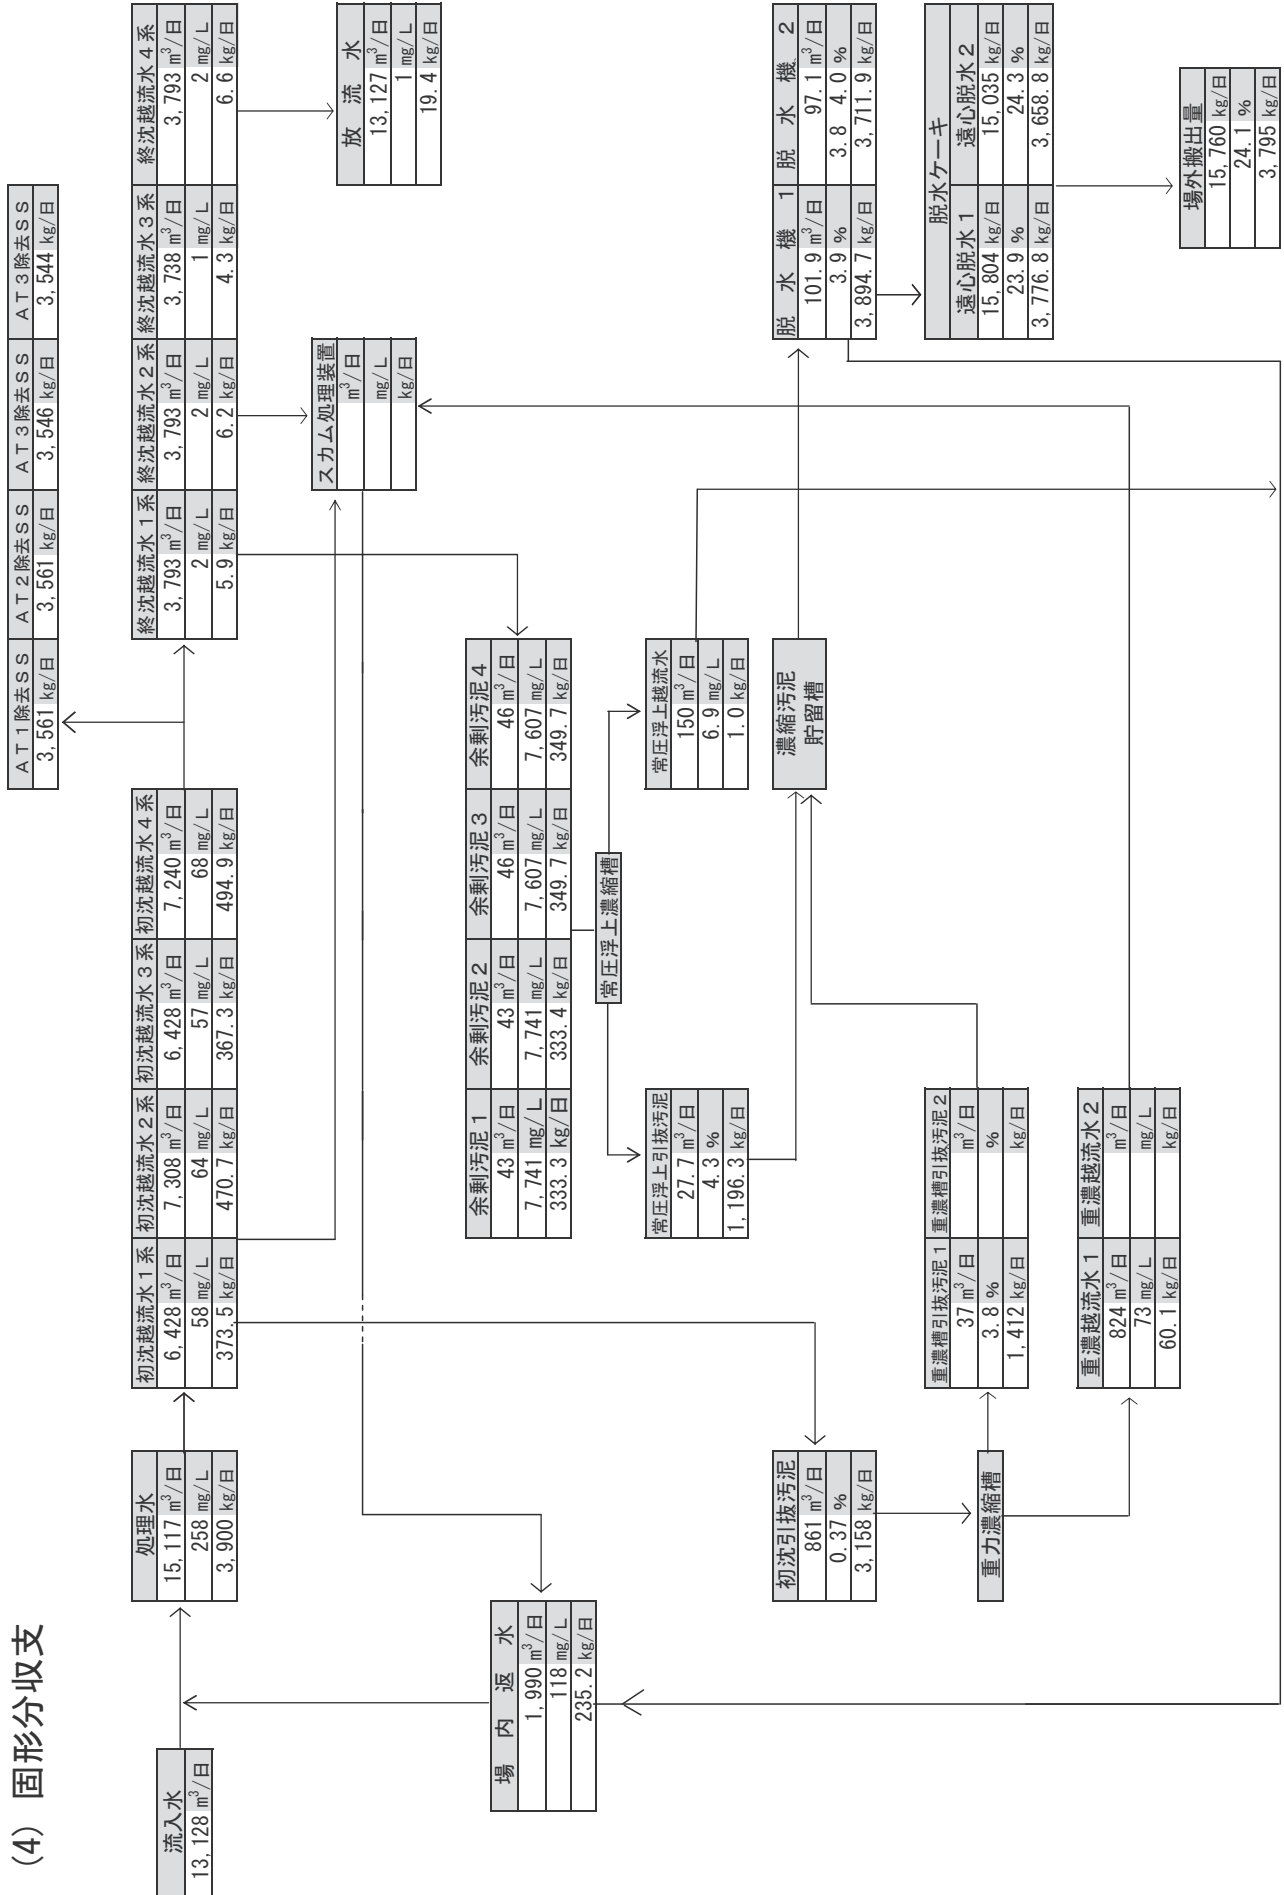 (4) 固形分収支
流入水
13,128 m³/日
処理水
15,117 m³/日
258 mg/L
3,900 kg/日
初沈越流水1系 初沈越流水2系 初沈越流水3系 初沈越流水4系
6,428 m³/日 7,308 m³/日 6,428 m³/日 7,240 m³/日
58 mg/L 64 mg/L 57 mg/L 68 mg/L
373.5 kg/日 470.7 kg/日 367.3 kg/日 494.9 kg/日
AT1除去SS AT2除去SS AT3除去SS AT3除去SS
3,561 kg/日 3,561 kg/日 3,546 kg/日 3,544 kg/日
終沈越流水1系 終沈越流水2系 終沈越流水3系 終沈越流水4系
3,793 m³/日 3,793 m³/日 3,738 m³/日 3,793 m³/日
2 mg/L 2 mg/L 1 mg/L 2 mg/L
5.9 kg/日 6.2 kg/日 4.3 kg/日 6.6 kg/日
スカム処理装置
m³/日
mg/L
kg/日
放流水
13,127 m³/日
1 mg/L
19.4 kg/日
場内返水
1,990 m³/日
118 mg/L
235.2 kg/日
余剰汚泥1 余剰汚泥2 余剰汚泥3 余剰汚泥4
43 m³/日 43 m³/日 46 m³/日 46 m³/日
7,741 mg/L 7,741 mg/L 7,607 mg/L 7,607 mg/L
333.3 kg/日 333.4 kg/日 349.7 kg/日 349.7 kg/日
常圧浮上濃縮槽
常圧浮上引抜汚泥
27.7 m³/日
4.3 %
1,196.3 kg/日
常圧浮上越流水
150 m³/日
6.9 mg/L
1.0 kg/日
初沈引抜汚泥
861 m³/日
0.37 %
3,158 kg/日
濃縮汚泥
貯留槽
脱水機1 脱水機2
101.9 m³/日 97.1 m³/日
3.9 % 3.8 4.0 %
3,894.7 kg/日 3,711.9 kg/日
重力濃縮槽
重濃槽引抜汚泥1 重濃槽引抜汚泥2
37 m³/日 m³/日
3.8 % %
1,412 kg/日 kg/日
脱水ケーキ
遠心脱水1 遠心脱水2
15,804 kg/日 15,035 kg/日
23.9 % 24.3 %
3,776.8 kg/日 3,658.8 kg/日
重濃越流水1 重濃越流水2
824 m³/日 m³/日
73 mg/L mg/L
60.1 kg/日 kg/日
場外搬出量
15,760 kg/日
24.1 %
3,795 kg/日